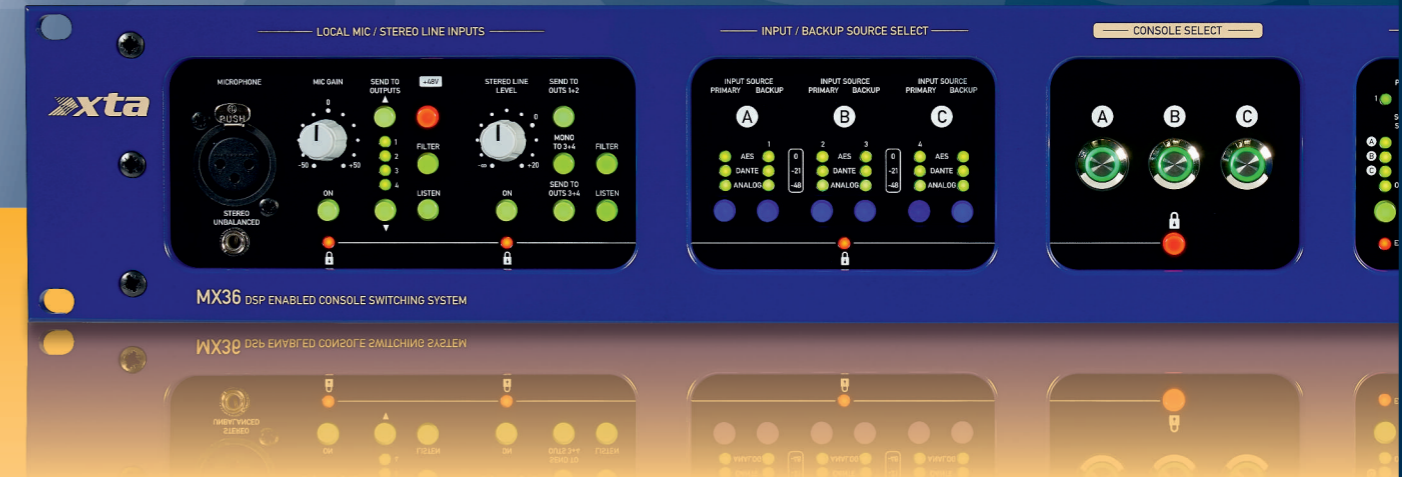 LOCAL MIC / STEREO LINE INPUTS
INPUT / BACKUP SOURCE SELECT
CONSOLE SELECT
xta
MICROPHONE
PUSH
STEREO
UNBALANCED
MIC GAIN
0
-50
+50
ON
SEND TO
OUTPUTS
1
2
3
4
+48V
FILTER
LISTEN
STEREO LINE
LEVEL
0
-∞
+20
ON
SEND TO
OUTS 1+2
MONO
TO 3+4
SEND TO
OUTS 3+4
FILTER
LISTEN
INPUT SOURCE
PRIMARY BACKUP
A
1
AES
DANTE
ANALOG
0
-21
-48
INPUT SOURCE
PRIMARY BACKUP
B
2 3
AES
DANTE
ANALOG
0
-21
-48
INPUT SOURCE
PRIMARY BACKUP
C
4
AES
DANTE
ANALOG
A
B
C
1
A
B
C
MX36 DSP ENABLED CONSOLE SWITCHING SYSTEM